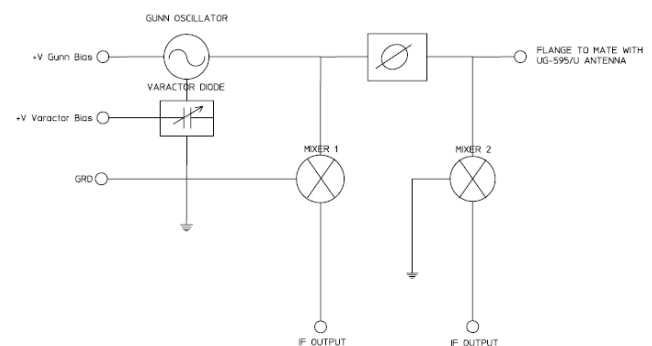 GUNN OSCILLATOR
+V Gunn Bias
FLANGE TO MATE WITH
UG-595/U ANTENNA
VARACTOR DIODE
+V Varactor Bias
MIXER 1
MIXER 2
GRD
IF OUTPUT
IF OUTPUT